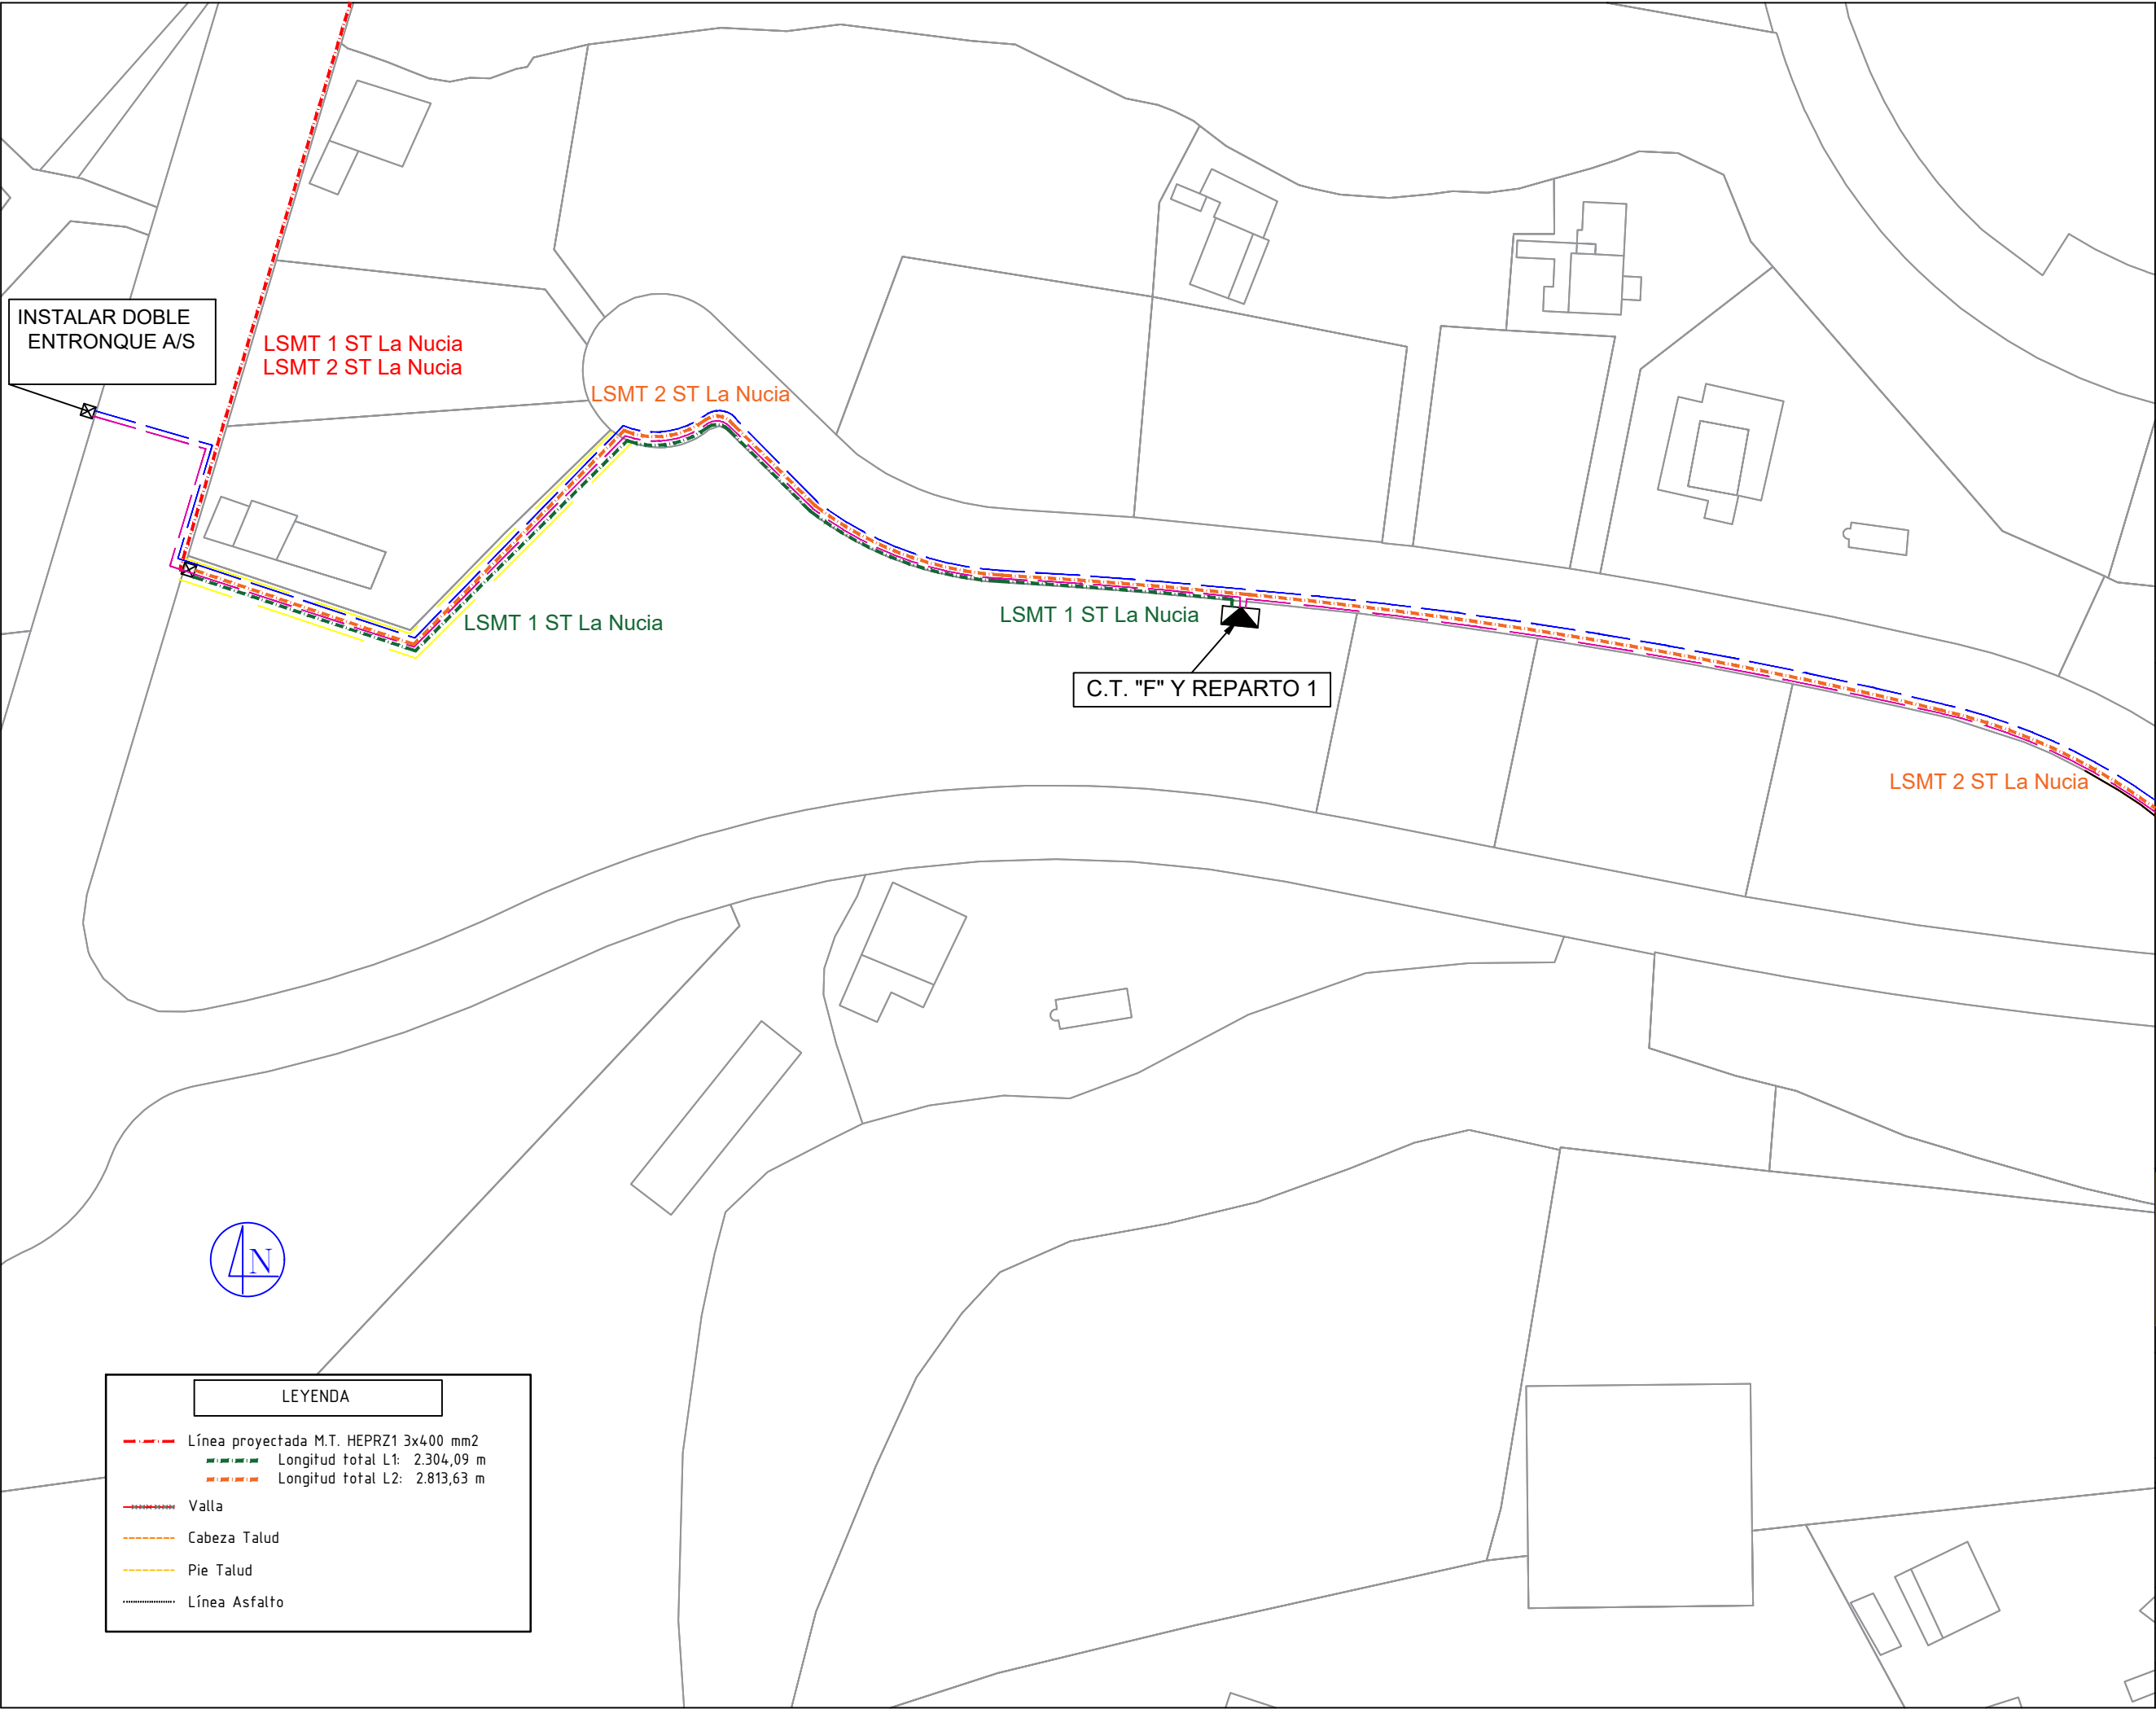 INSTALAR DOBLE
ENTRONQUE A/S
LSMT 1 ST La Nucia
LSMT 2 ST La Nucia
LSMT 2 ST La Nucia
LSMT 1 ST La Nucia
LSMT 1 ST La Nucia
C.T. "F" Y REPARTO 1
LSMT 2 ST La Nucia
N
LEYENDA
Línea proyectada M.T. HEPRZ1 3x400 mm2
Longitud total L1: 2.304,09 m
Longitud total L2: 2.813,63 m
Valla
Cabeza Talud
Pie Talud
Línea Asfalto